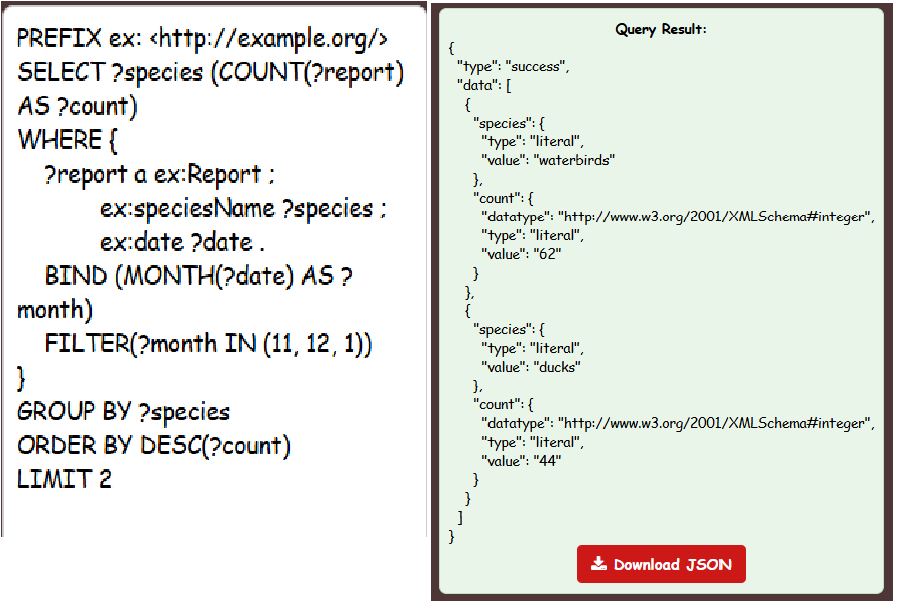 PREFIX ex: <http://example.org/>
SELECT ?species (COUNT(?report)
AS ?count)
WHERE {
    ?report a ex:Report ;
            ex:speciesName ?species ;
            ex:date ?date .
    BIND (MONTH(?date) AS ?
month)
    FILTER(?month IN (11, 12, 1))
}
GROUP BY ?species
ORDER BY DESC(?count)
LIMIT 2
Query Result:
{
  "type": "success",
  "data": [
    {
      "species": {
        "type": "literal",
        "value": "waterbirds"
      },
      "count": {
        "datatype": "http://www.w3.org/2001/XMLSchema#integer",
        "type": "literal",
        "value": "62"
      }
    },
    {
      "species": {
        "type": "literal",
        "value": "ducks"
      },
      "count": {
        "datatype": "http://www.w3.org/2001/XMLSchema#integer",
        "type": "literal",
        "value": "44"
      }
    }
  ]
}
Download JSON